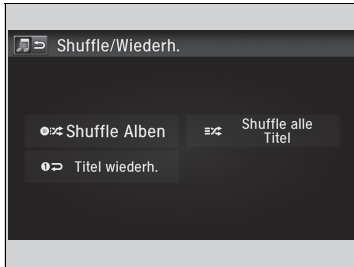 Shuffle/Wiederh.
Shuffle Alben
Shuffle alle
Titel
Titel wiederh.